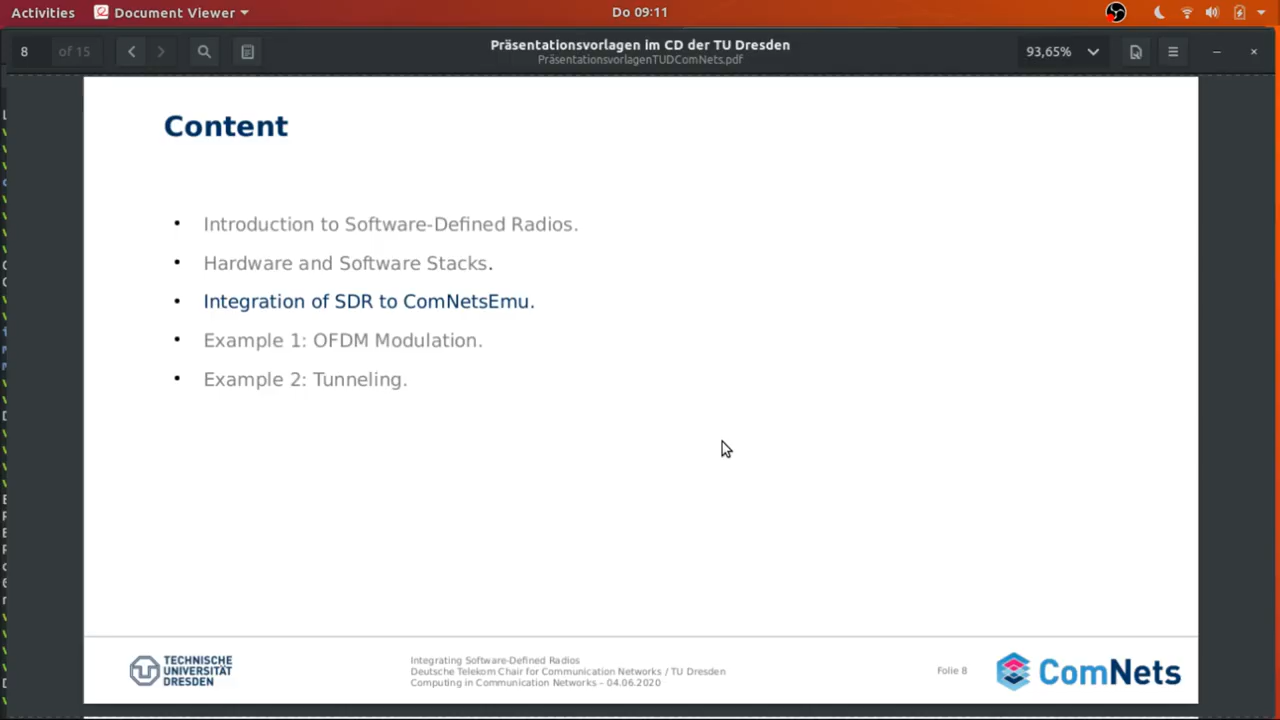 Activities
Document Viewer
Do 09:11
8 of 15
Präsentationsvorlagen im CD der TU Dresden
PräsentationsvorlagenTUDComNets.pdf
93,65%
Content
• Introduction to Software-Defined Radios.
• Hardware and Software Stacks.
• Integration of SDR to ComNetsEmu.
• Example 1: OFDM Modulation.
• Example 2: Tunneling.
TECHNISCHE
UNIVERSITÄT
DRESDEN
Integrating Software-Defined Radios
Deutsche Telekom Chair for Communication Networks / TU Dresden
Computing in Communication Networks – 04.06.2020
Folie 8
ComNets